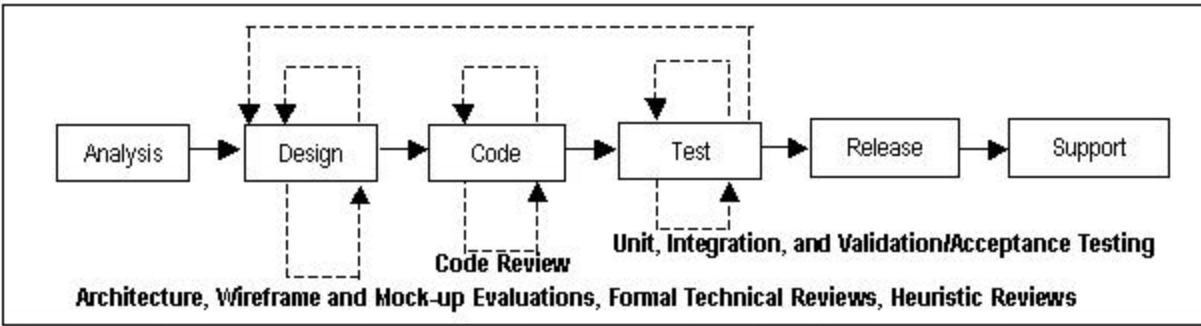 Analysis
Design
Code
Test
Release
Support
Unit, Integration, and Validation/Acceptance Testing
Code Review
Architecture, Wireframe and Mock-up Evaluations, Formal Technical Reviews, Heuristic Reviews